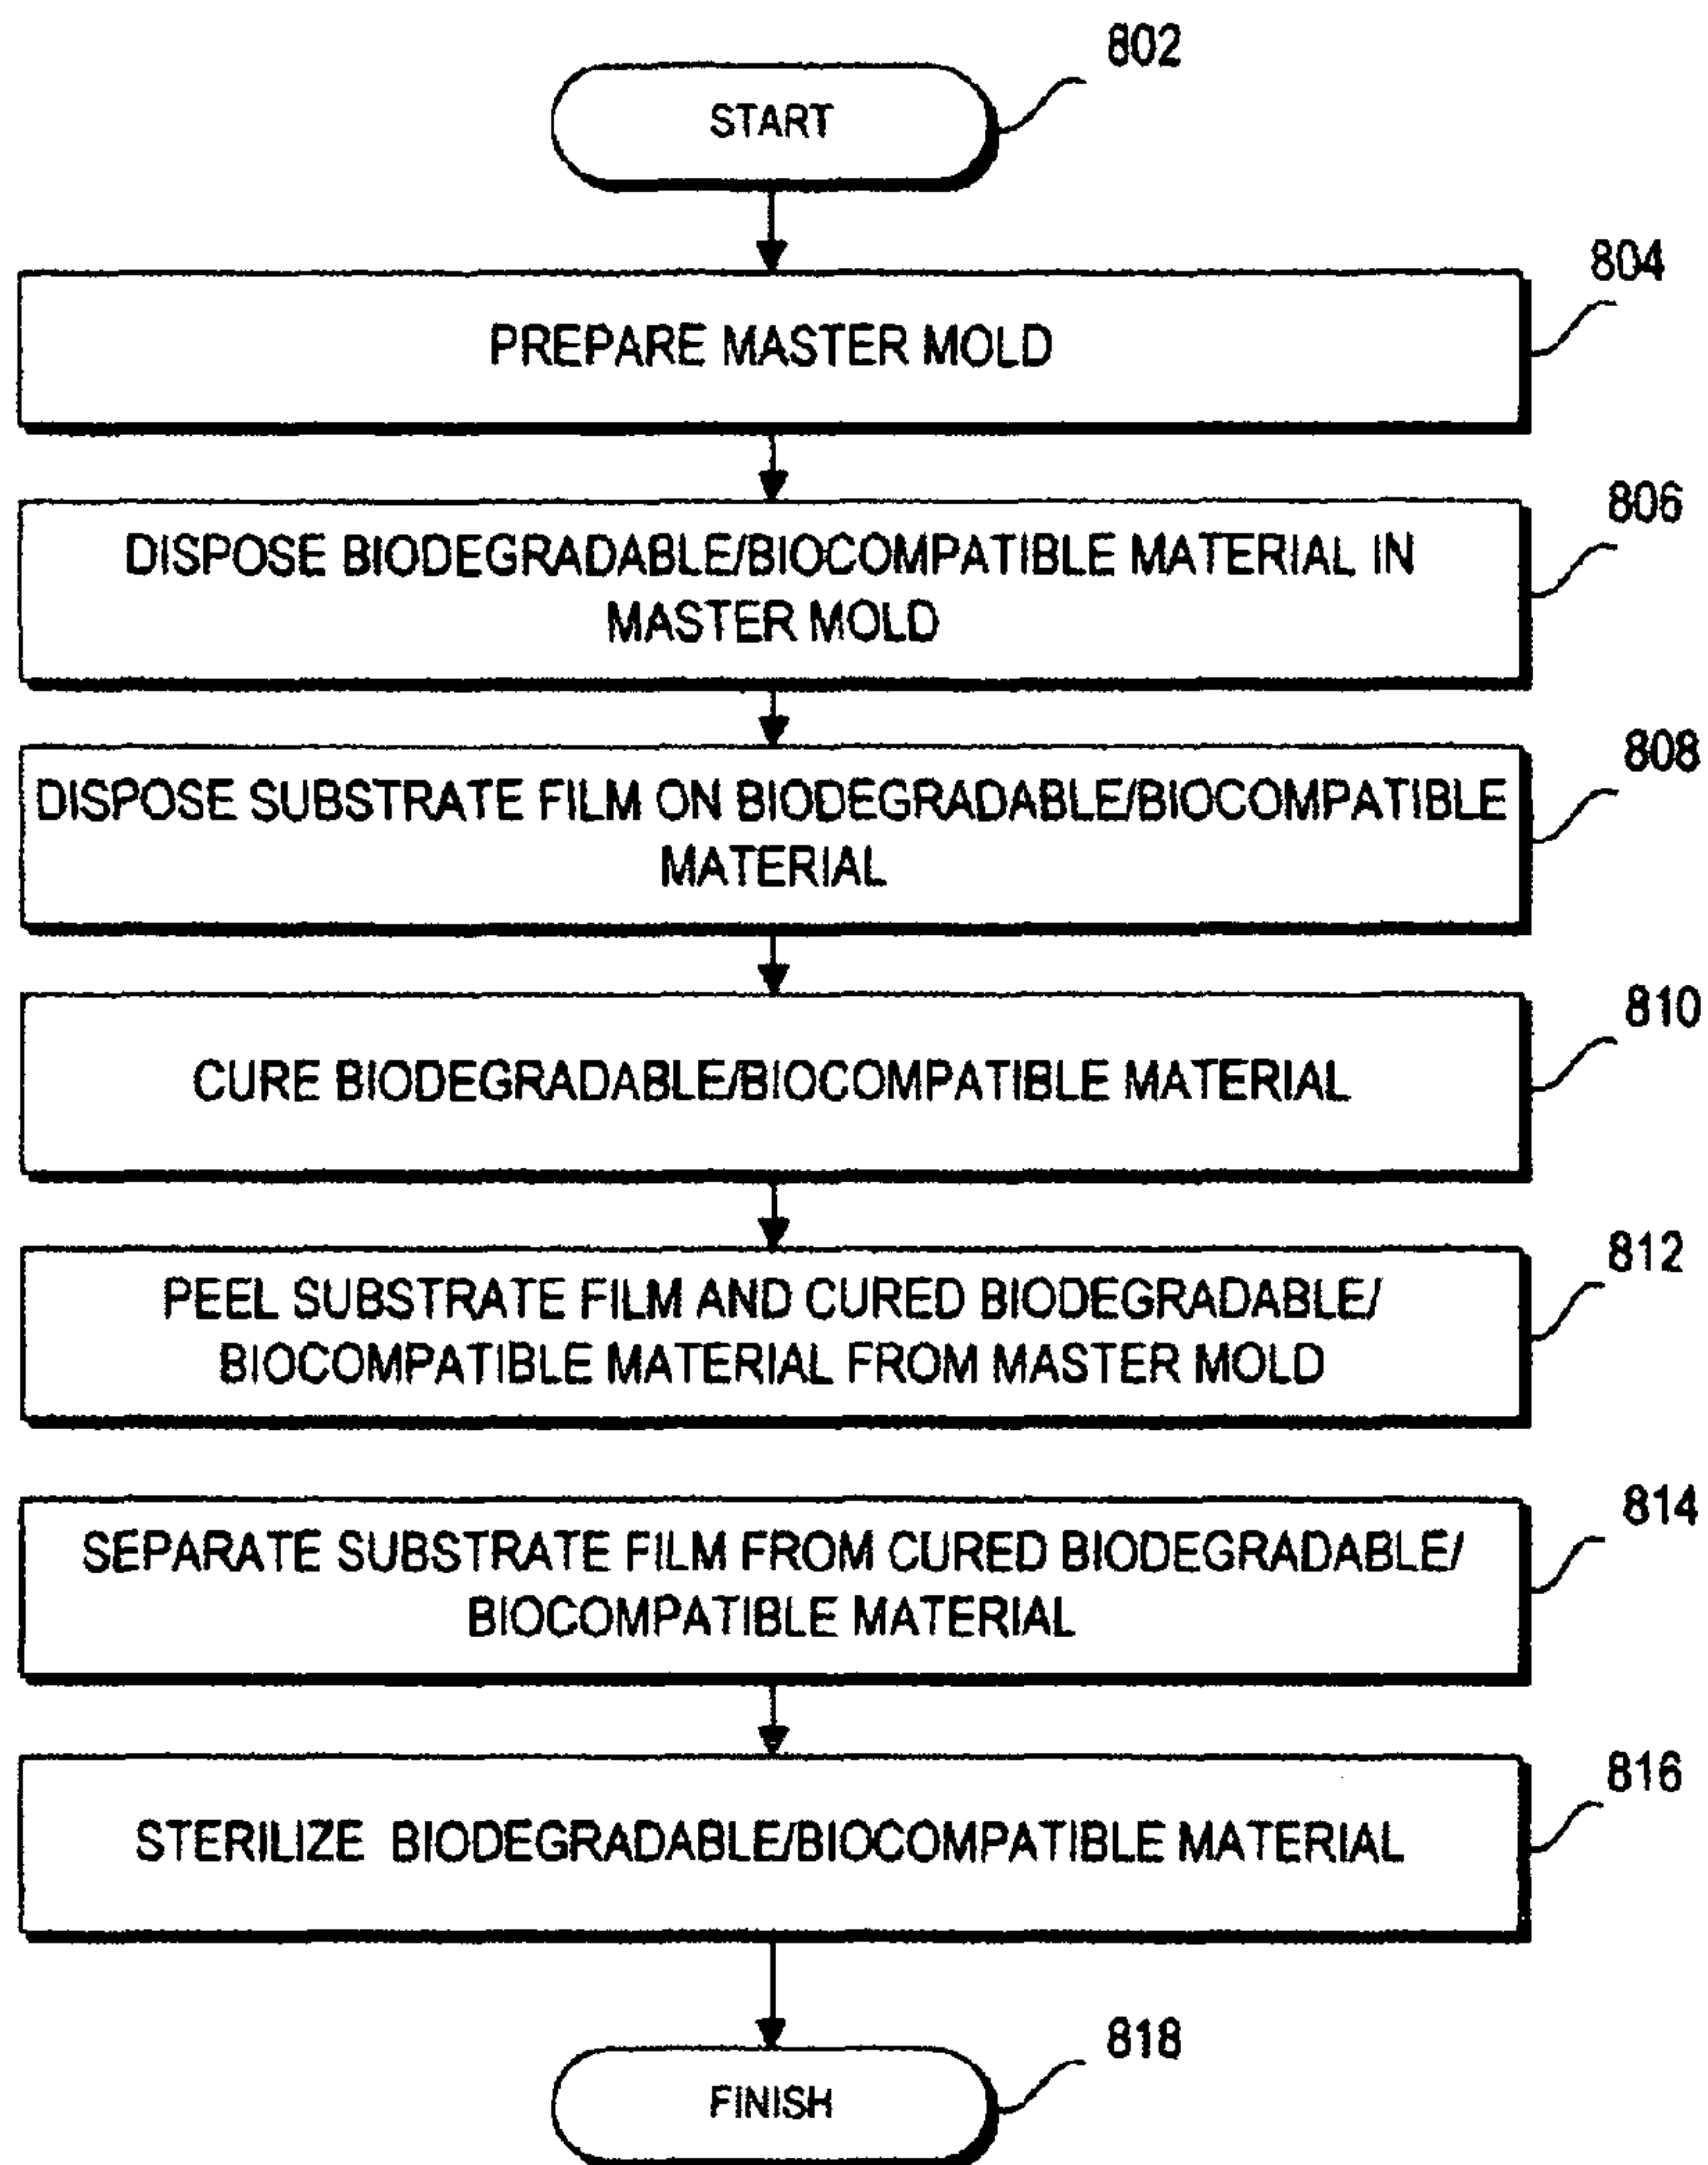 802
START
804
PREPARE MASTER MOLD
806
DISPOSE BIODEGRADABLE/BIOCOMPATIBLE MATERIAL IN
MASTER MOLD
808
DISPOSE SUBSTRATE FILM ON BIODEGRADABLE/BIOCOMPATIBLE
MATERIAL
810
CURE BIODEGRADABLE/BIOCOMPATIBLE MATERIAL
812
PEEL SUBSTRATE FILM AND CURED BIODEGRADABLE/
BIOCOMPATIBLE MATERIAL FROM MASTER MOLD
814
SEPARATE SUBSTRATE FILM FROM CURED BIODEGRADABLE/
BIOCOMPATIBLE MATERIAL
816
STERILIZE BIODEGRADABLE/BIOCOMPATIBLE MATERIAL
818
FINISH